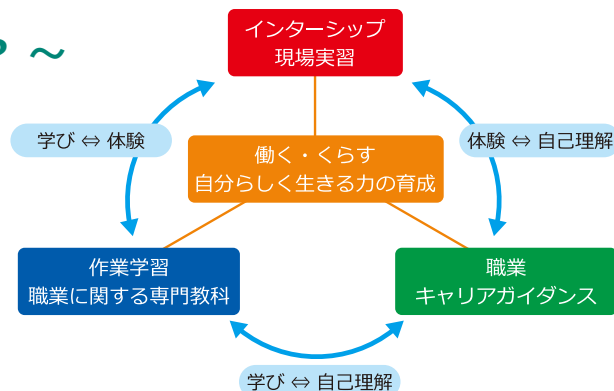 ～
インターシップ
現場実習
学び ⇔ 体験
体験 ⇔ 自己理解
働く・くらす
自分らしく生きる力の育成
作業学習
職業に関する専門教科
職業
キャリアガイダンス
学び ⇔ 自己理解